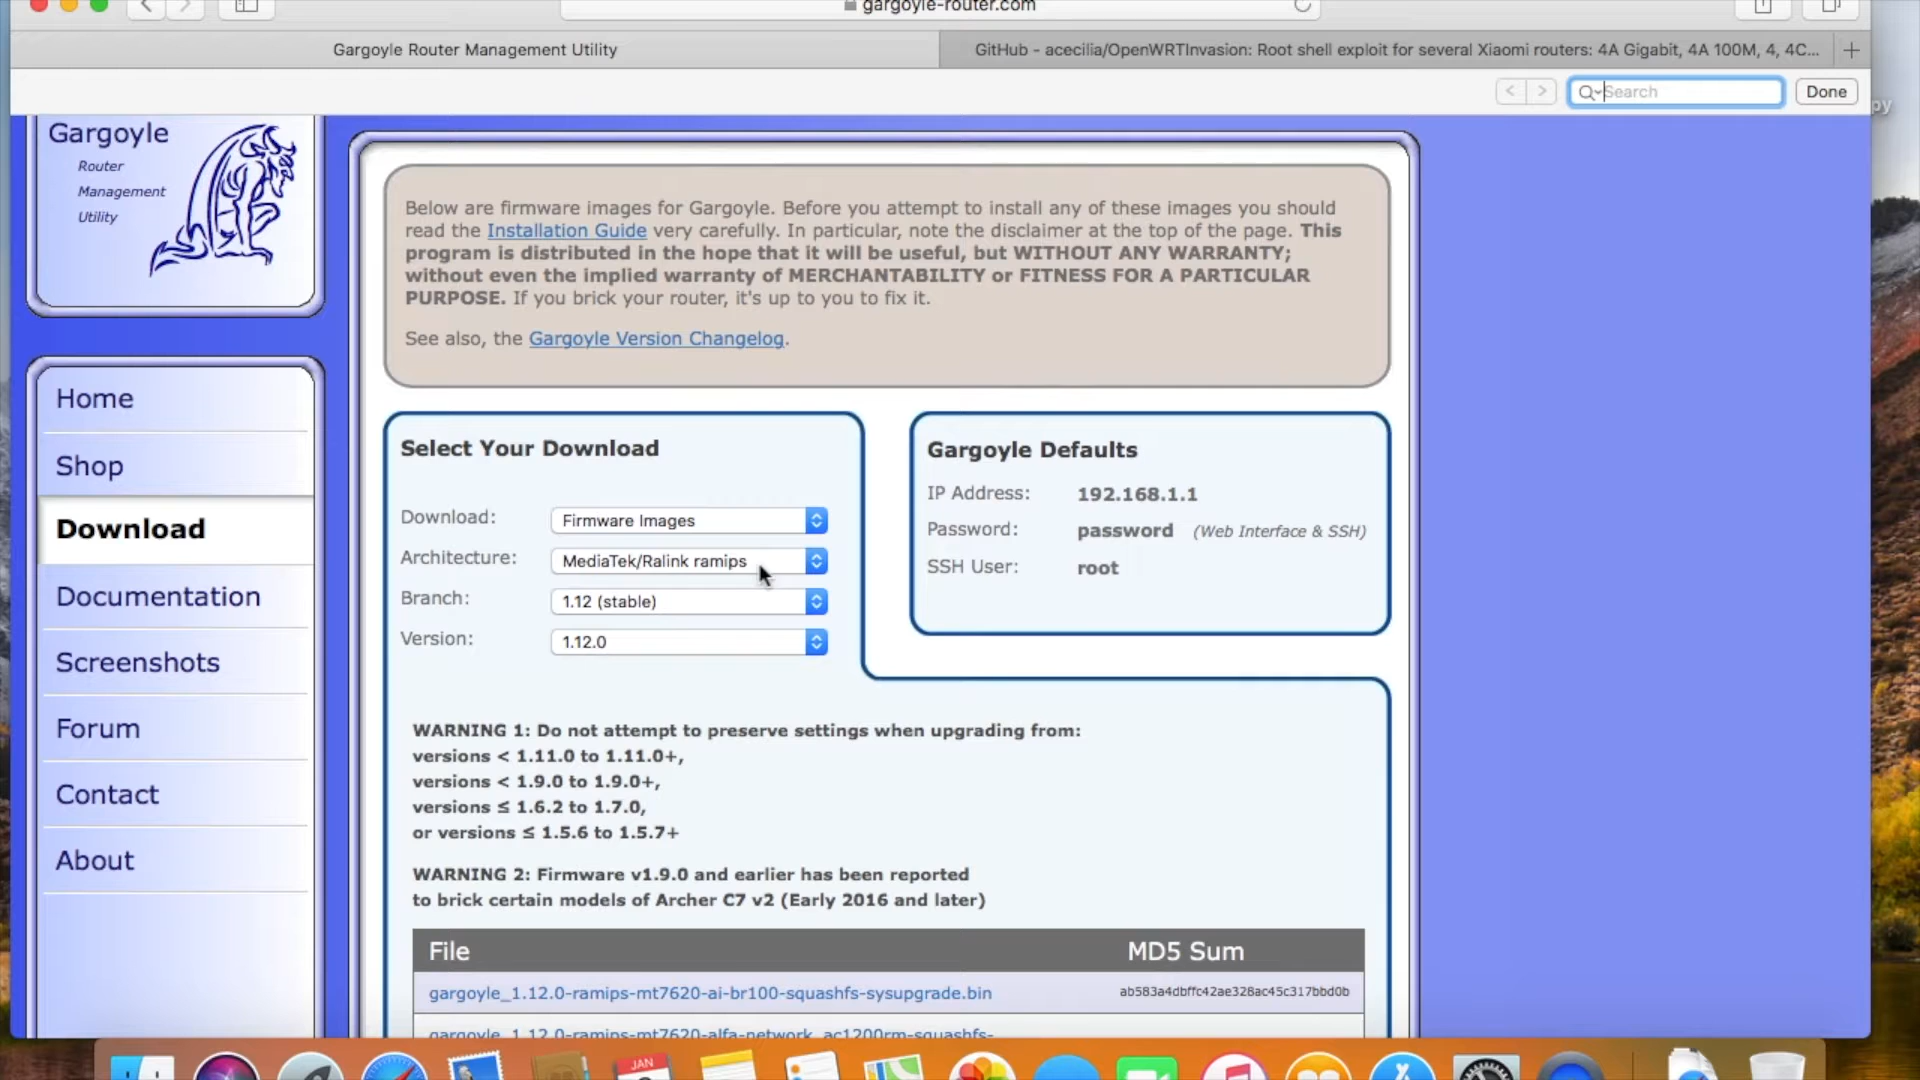 gargoyle-router.com
Gargoyle Router Management Utility
GitHub - acecilia/OpenWRTInvasion: Root shell exploit for several Xiaomi routers: 4A Gigabit, 4A 100M, 4, 4C...
Search
Done
py
Gargoyle
Router
Management
Utility
Home
Shop
Download
Documentation
Screenshots
Forum
Contact
About
Below are firmware images for Gargoyle. Before you attempt to install any of these images you should
read the Installation Guide very carefully. In particular, note the disclaimer at the top of the page. This
program is distributed in the hope that it will be useful, but WITHOUT ANY WARRANTY;
without even the implied warranty of MERCHANTABILITY or FITNESS FOR A PARTICULAR
PURPOSE. If you brick your router, it's up to you to fix it.
See also, the Gargoyle Version Changelog.
Select Your Download
Download: Firmware Images
Architecture: MediaTek/Ralink ramips
Branch: 1.12 (stable)
Version: 1.12.0
Gargoyle Defaults
IP Address: 192.168.1.1
Password: password (Web Interface & SSH)
SSH User: root
WARNING 1: Do not attempt to preserve settings when upgrading from:
versions < 1.11.0 to 1.11.0+,
versions < 1.9.0 to 1.9.0+,
versions ≤ 1.6.2 to 1.7.0,
or versions ≤ 1.5.6 to 1.5.7+
WARNING 2: Firmware v1.9.0 and earlier has been reported
to brick certain models of Archer C7 v2 (Early 2016 and later)
File MD5 Sum
gargoyle_1.12.0-ramips-mt7620-ai-br100-squashfs-sysupgrade.bin ab583a4dbffc42ae328ac45c317bbd0b
gargoyle_1.12.0-ramips-mt7620-alfa-network_ac1200rm-squashfs-
JAN